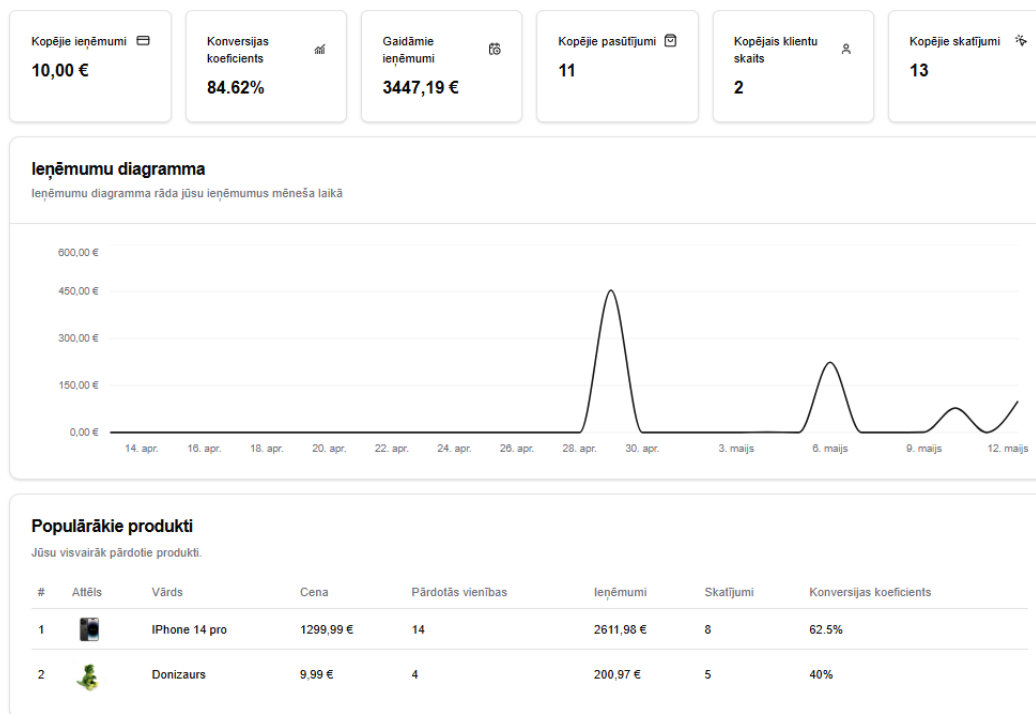 Kopējie ieņēmumi
10,00 €
Konversijas
koeficients
84.62%
Gaidāmie
ieņēmumi
3447,19 €
Kopējie pasūtījumi
11
Kopējais klientu
skaits
2
Kopējie skatījumi
13
Ieņēmumu diagramma
Ieņēmumu diagramma rāda jūsu ieņēmumus mēneša laikā
600,00 €
450,00 €
300,00 €
150,00 €
0,00 €
14. apr. 16. apr. 18. apr. 20. apr. 22. apr. 24. apr. 26. apr. 28. apr. 30. apr. 3. maijs 6. maijs 9. maijs 12. maijs
Populārākie produkti
Jūsu visvairāk pārdotie produkti.
# Attēls Vārds Cena Pārdotās vienības Ieņēmumi Skatījumi Konversijas koeficients
1 IPhone 14 pro 1299,99 € 14 2611,98 € 8 62.5%
2 Donizaurs 9,99 € 4 200,97 € 5 40%